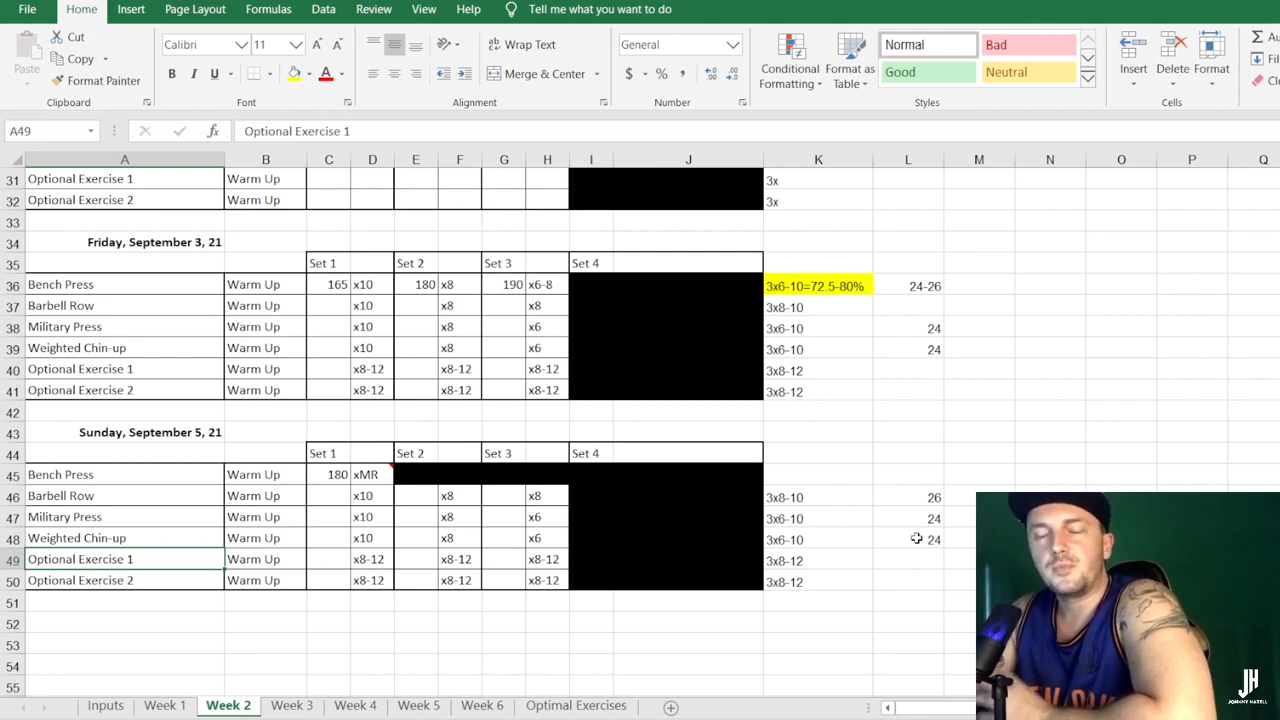 File Home Insert Page Layout Formulas Data Review View Help Tell me what you want to do
Cut
Copy
Format Painter
Paste
Clipboard
Calibri 11
B I U
Font
Wrap Text
Merge & Center
Alignment
General
$ % ,
Number
Conditional Formatting
Format as Table
Normal Bad
Good Neutral
Styles
Insert Delete Format
Cells
Σ Au
Fil
Cle
A49 fx Optional Exercise 1
A B C D E F G H I J K L M N O P Q
31 Optional Exercise 1 Warm Up 3x
32 Optional Exercise 2 Warm Up 3x
33
34 Friday, September 3, 21
35 Set 1 Set 2 Set 3 Set 4
36 Bench Press Warm Up 165 x10 180 x8 190 x6-8 3x6-10=72.5-80% 24-26
37 Barbell Row Warm Up x10 x8 x8 3x8-10
38 Military Press Warm Up x10 x8 x6 3x6-10 24
39 Weighted Chin-up Warm Up x10 x8 x6 3x6-10 24
40 Optional Exercise 1 Warm Up x8-12 x8-12 x8-12 3x8-12
41 Optional Exercise 2 Warm Up x8-12 x8-12 x8-12 3x8-12
42
43 Sunday, September 5, 21
44 Set 1 Set 2 Set 3 Set 4
45 Bench Press Warm Up 180 xMR
46 Barbell Row Warm Up x10 x8 x8 3x8-10 26
47 Military Press Warm Up x10 x8 x6 3x6-10 24
48 Weighted Chin-up Warm Up x10 x8 x6 3x6-10 24
49 Optional Exercise 1 Warm Up x8-12 x8-12 x8-12 3x8-12
50 Optional Exercise 2 Warm Up x8-12 x8-12 x8-12 3x8-12
51
52
53
54
55
Inputs Week 1 Week 2 Week 3 Week 4 Week 5 Week 6 Optimal Exercises
JH